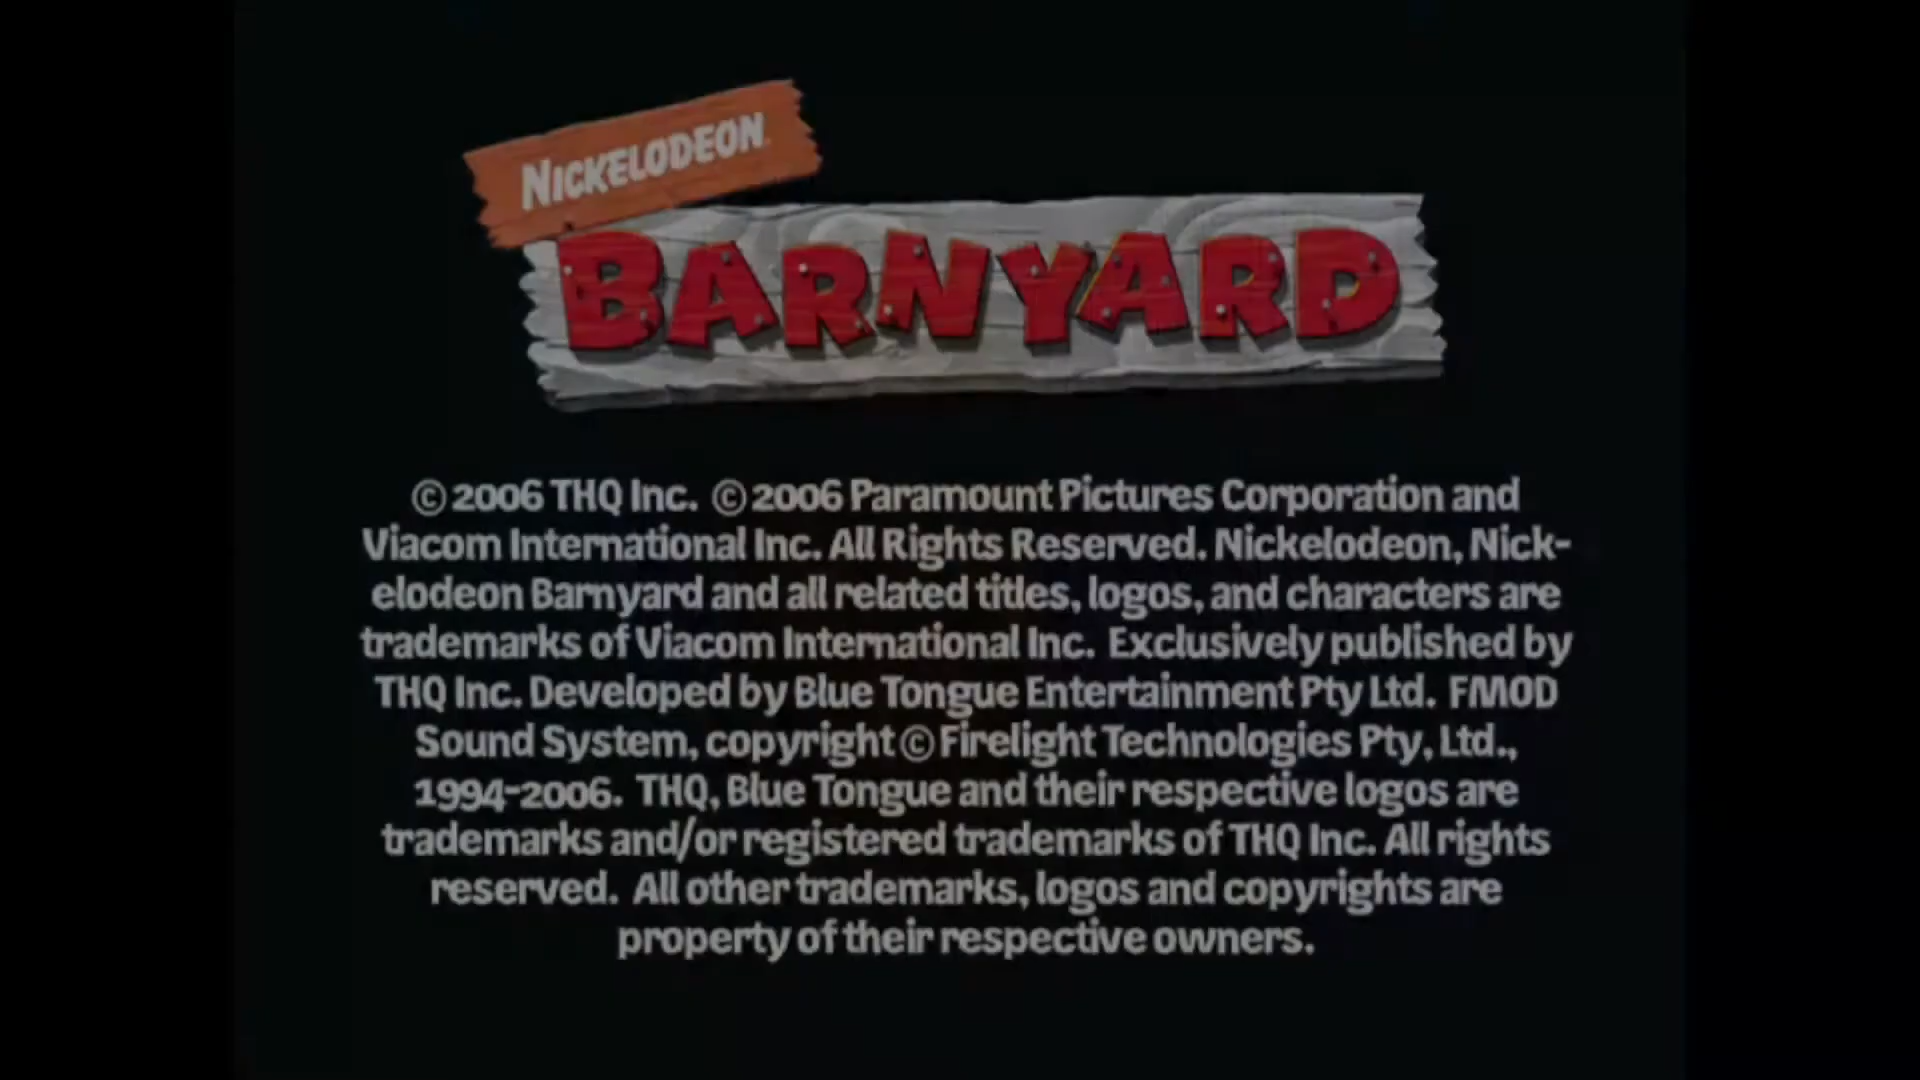 NICKELODEON
BARNYARD
© 2006 THQ Inc. © 2006 Paramount Pictures Corporation and
Viacom International Inc. All Rights Reserved. Nickelodeon, Nick-
elodeon Barnyard and all related titles, logos, and characters are
trademarks of Viacom International Inc. Exclusively published by
THQ Inc. Developed by Blue Tongue Entertainment Pty Ltd. FMOD
Sound System, copyright © Firelight Technologies Pty, Ltd.,
1994-2006. THQ, Blue Tongue and their respective logos are
trademarks and/or registered trademarks of THQ Inc. All rights
reserved. All other trademarks, logos and copyrights are
property of their respective owners.